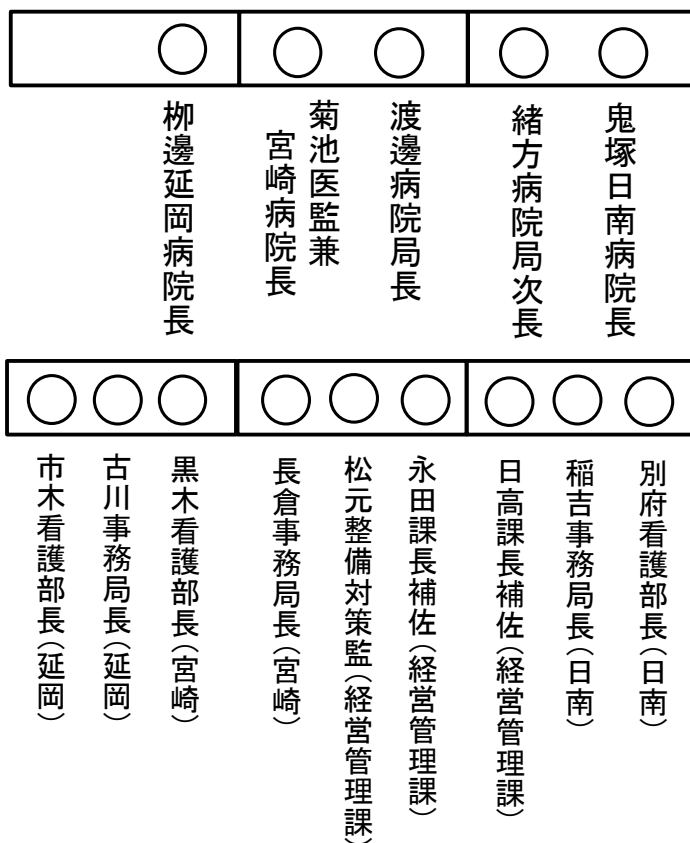 鬼塚日南病院長
緒方病院局次長
渡邊病院局長
菊池医監兼
宮崎病院長
栁邊延岡病院長
別府看護部長(日南)
稲吉事務局長(日南)
日高課長補佐(経営管理課)
永田課長補佐(経営管理課)
松元整備対策監(経営管理課)
長倉事務局長(宮崎)
黒木看護部長(宮崎)
古川事務局長(延岡)
市木看護部長(延岡)